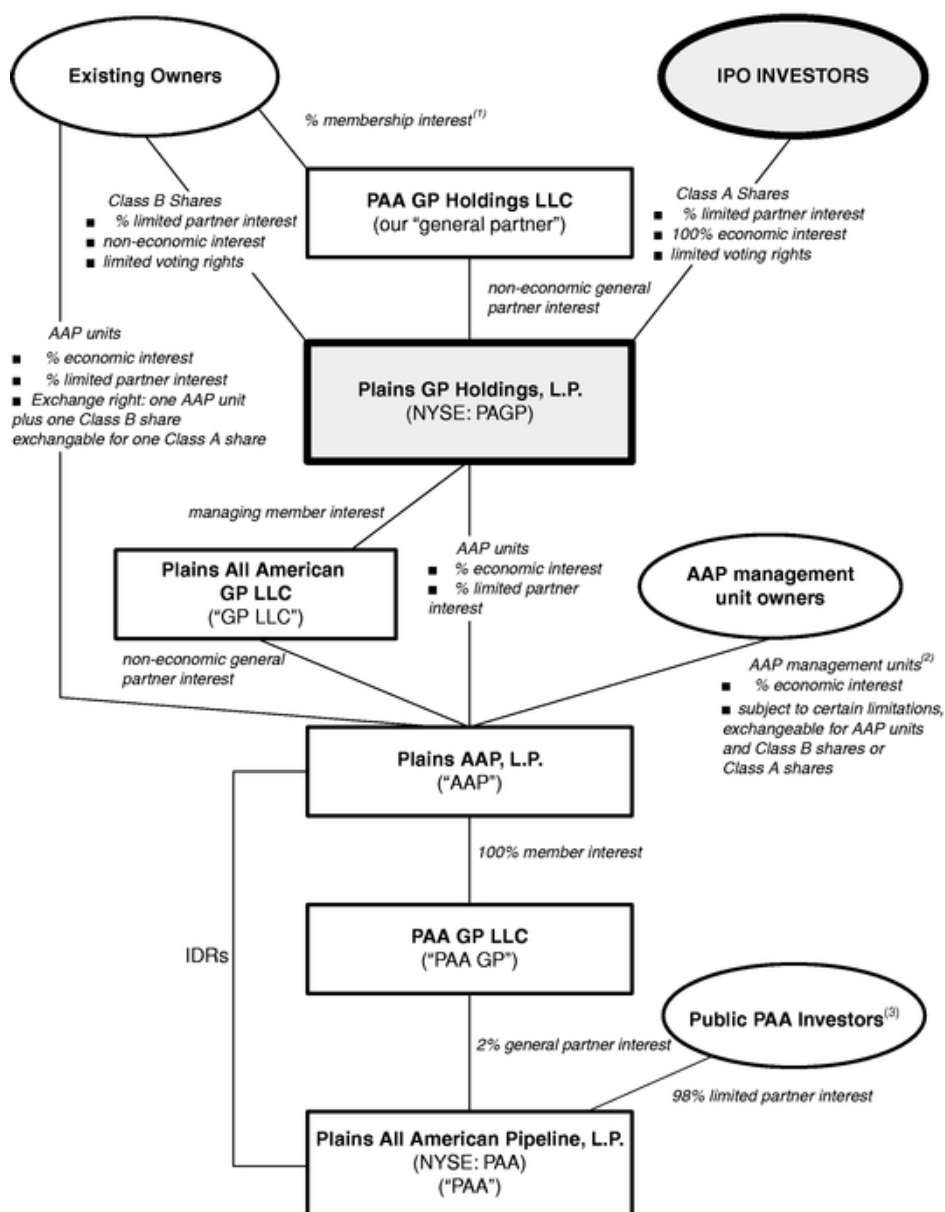 Existing Owners
IPO INVESTORS
% membership interest(1)
PAA GP Holdings LLC
(our “general partner”)
Class B Shares
■ % limited partner interest
■ non-economic interest
■ limited voting rights
Class A Shares
■ % limited partner interest
■ 100% economic interest
■ limited voting rights
non-economic general
partner interest
AAP units
■ % economic interest
■ % limited partner interest
■ Exchange right: one AAP unit
plus one Class B share
exchangable for one Class A share
Plains GP Holdings, L.P.
(NYSE: PAGP)
managing member interest
Plains All American
GP LLC
(“GP LLC”)
AAP units
■ % economic interest
■ % limited partner
interest
AAP management
unit owners
non-economic general
partner interest
AAP management units(2)
■ % economic interest
■ subject to certain limitations,
exchangeable for AAP units
and Class B shares or
Class A shares
Plains AAP, L.P.
(“AAP”)
100% member interest
IDRs
PAA GP LLC
(“PAA GP”)
Public PAA Investors(3)
2% general partner interest
98% limited partner interest
Plains All American Pipeline, L.P.
(NYSE: PAA)
(“PAA”)